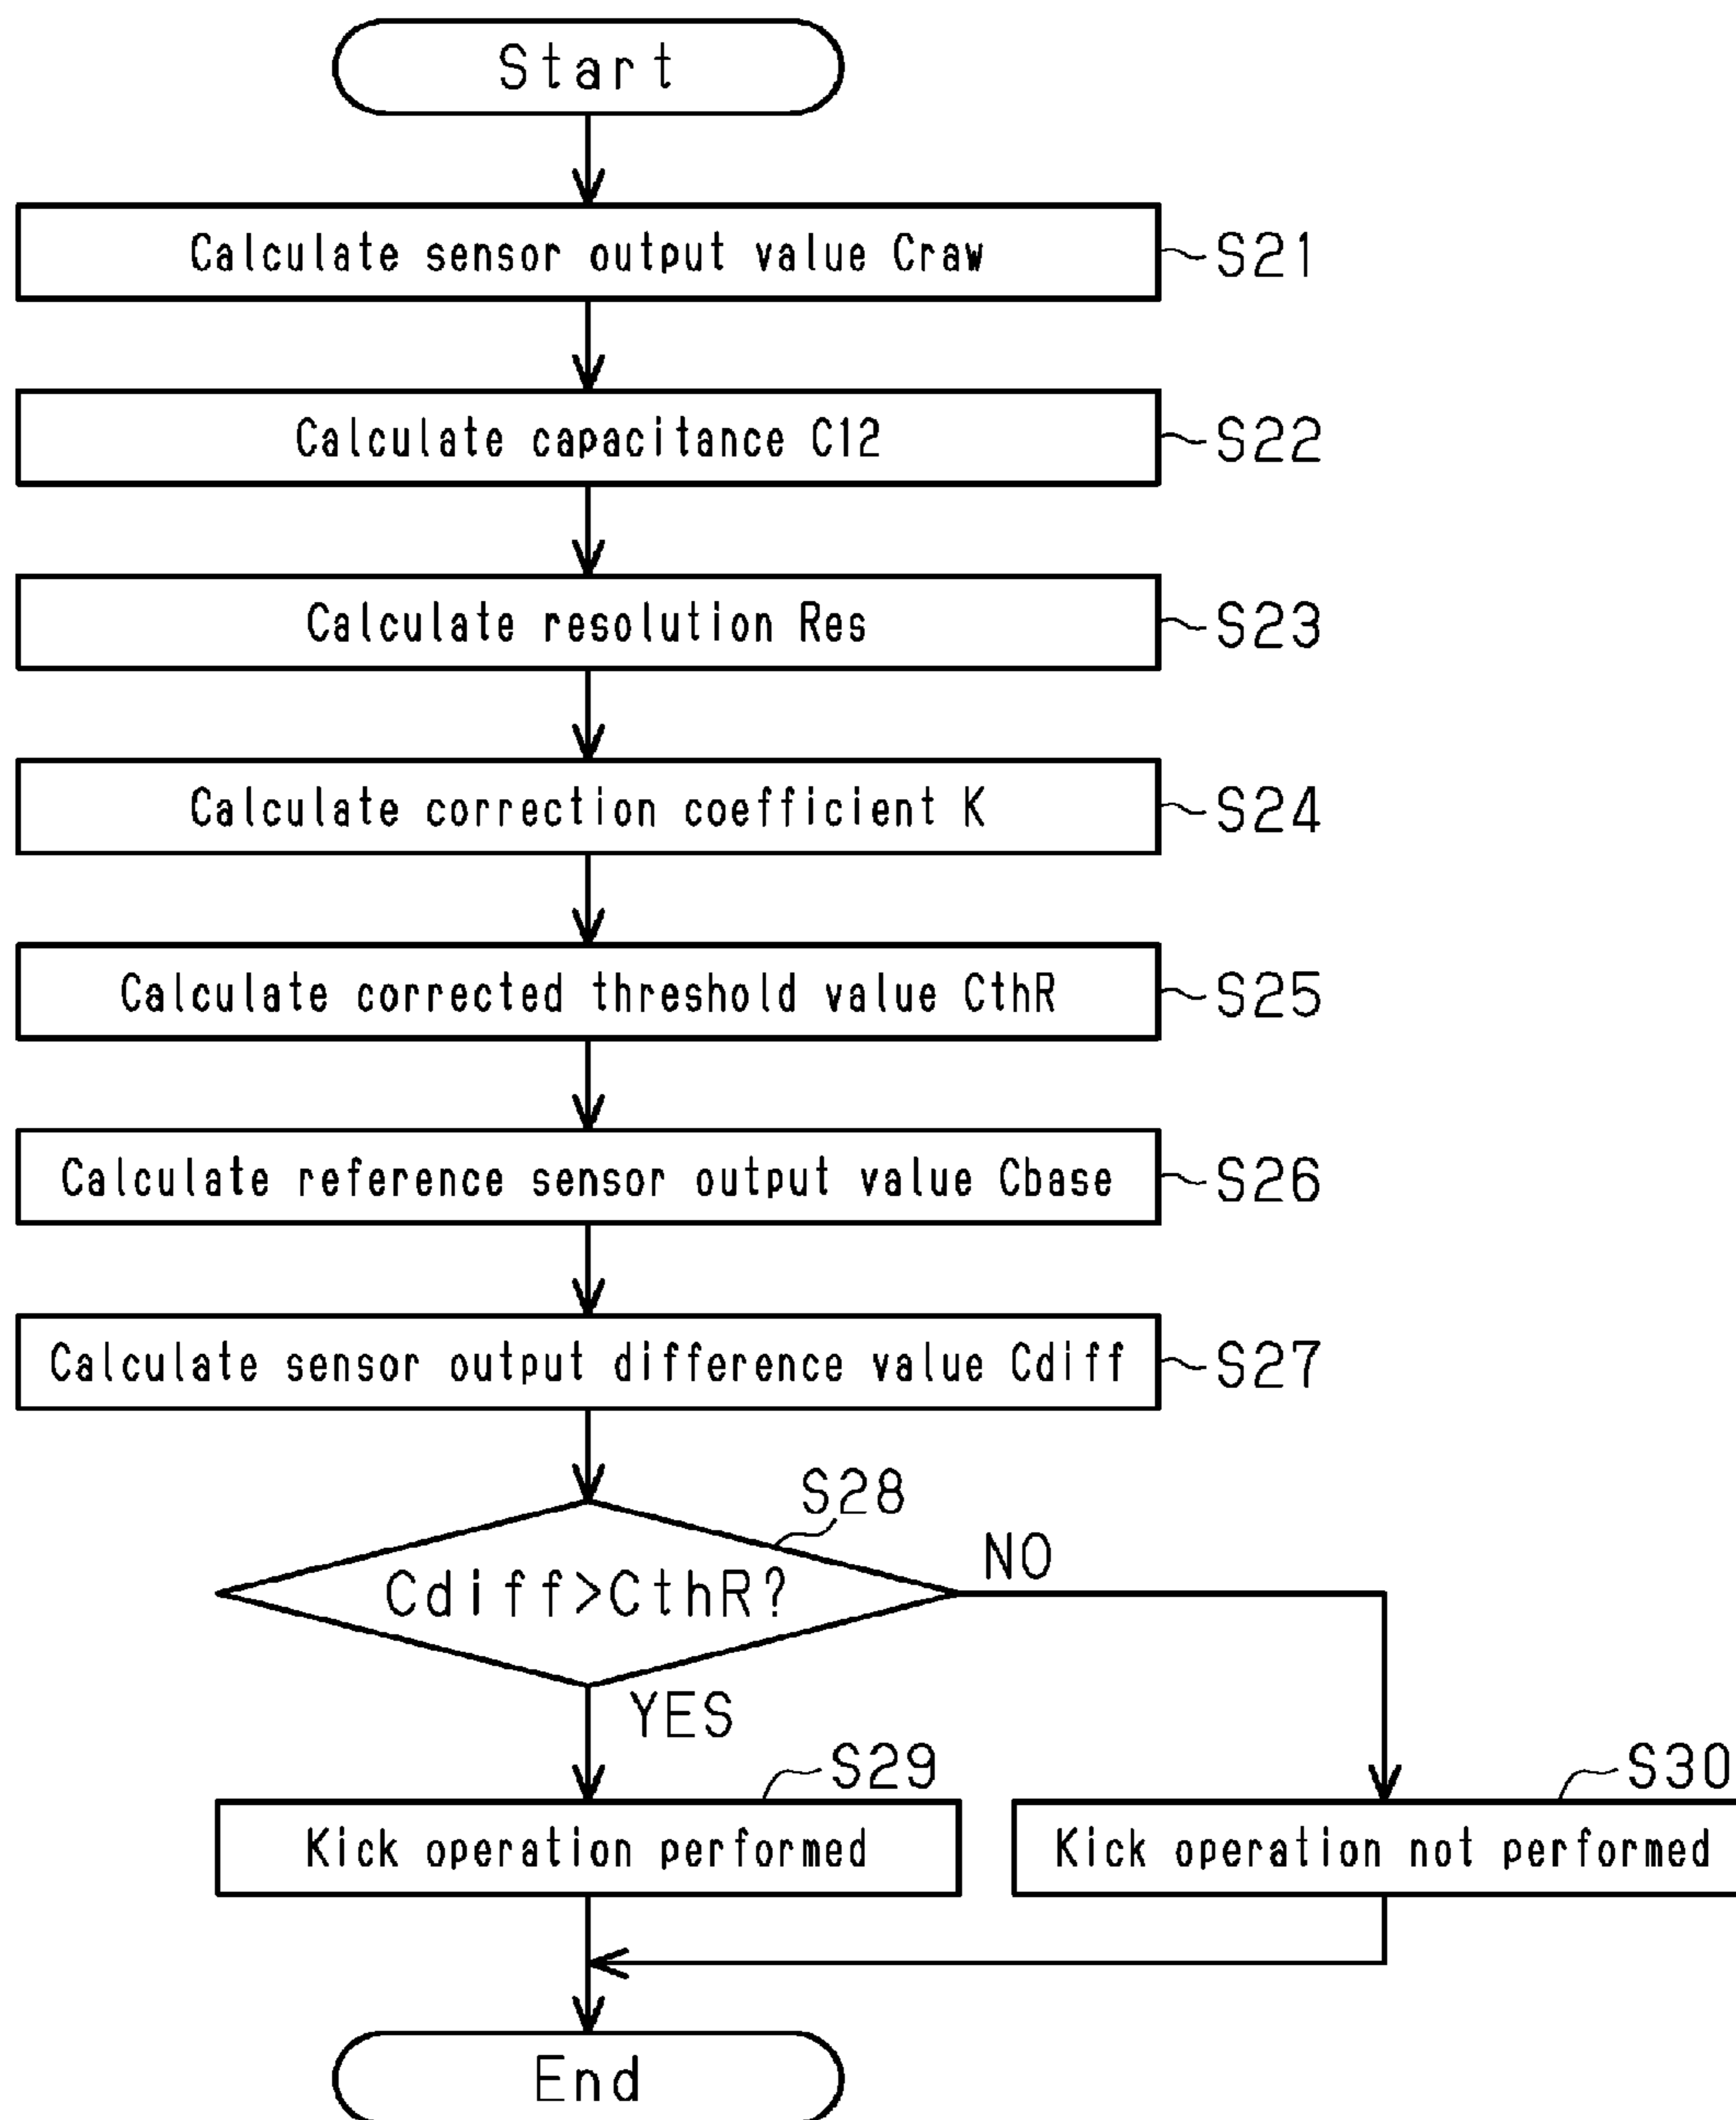 Start
Calculate sensor output value Craw S21
Calculate capacitance C12 S22
Calculate resolution Res S23
Calculate correction coefficient K S24
Calculate corrected threshold value CthR S25
Calculate reference sensor output value Cbase S26
Calculate sensor output difference value Cdiff S27
S28
Cdiff>CthR?
NO
YES
S29
S30
Kick operation performed
Kick operation not performed
End